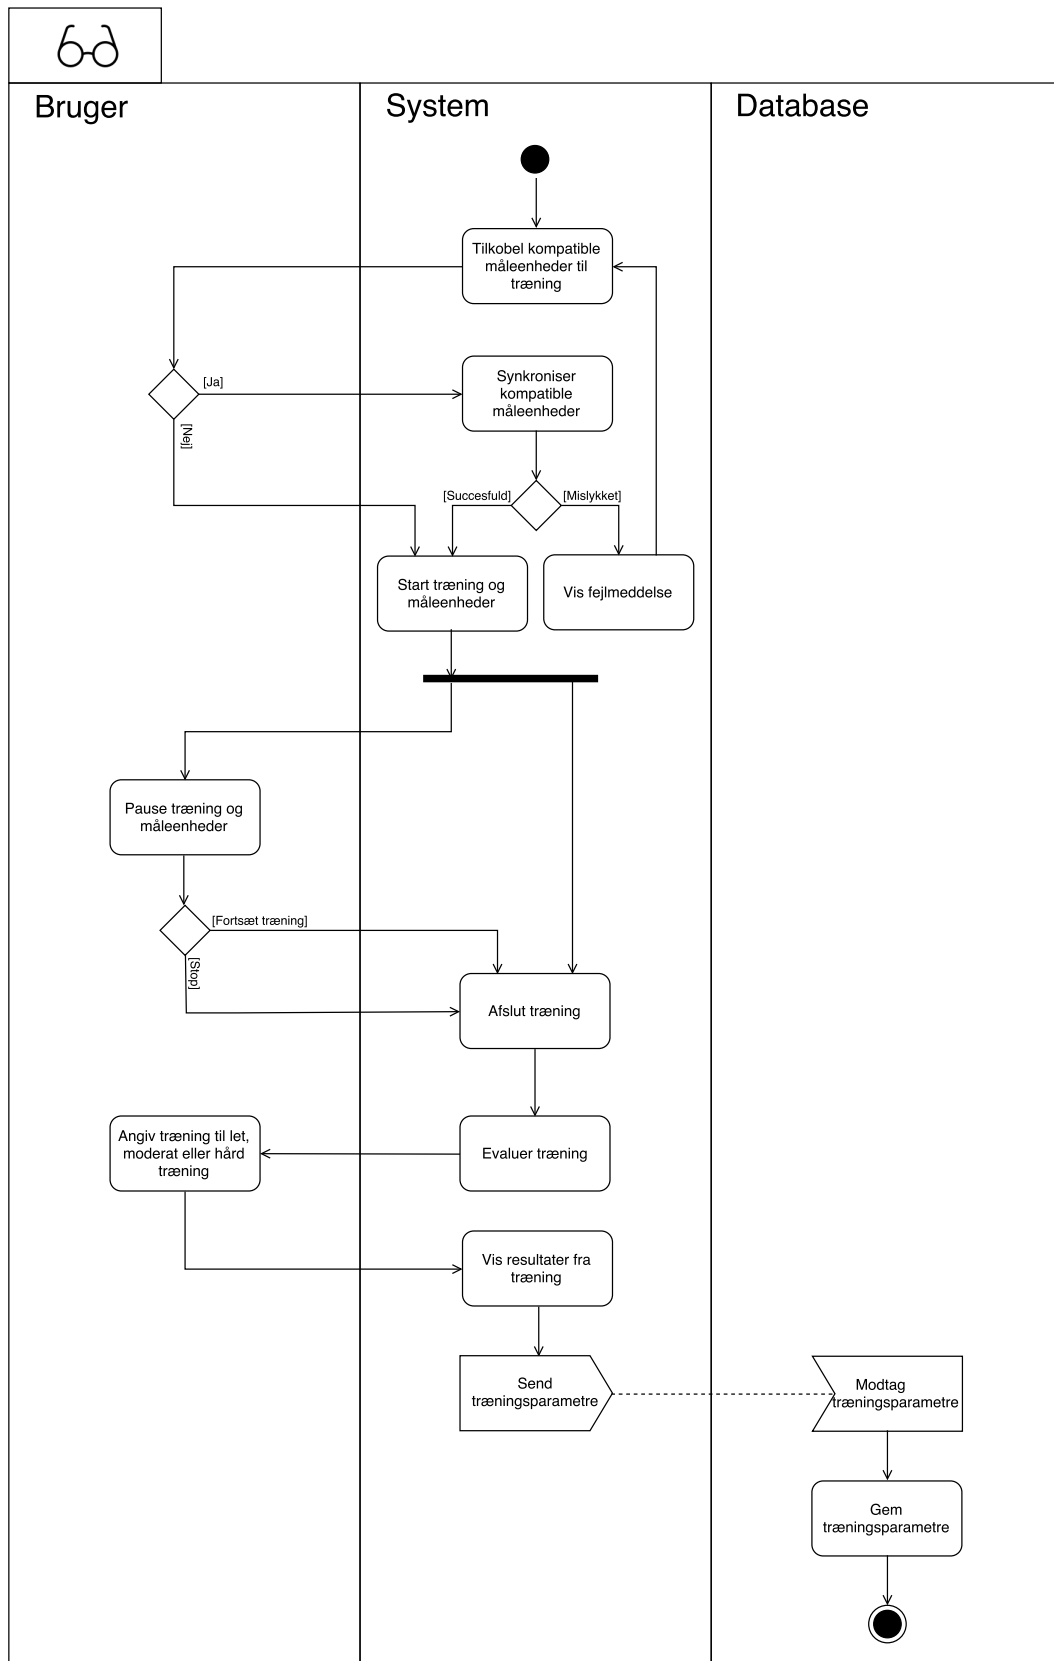 Bruger
System
Database
Tilkobel kompatible
måleenheder til
træning
[Ja]
[Nej]
Synkroniser
kompatible
måleenheder
[Succesfuld]
[Mislykket]
Start træning og
måleenheder
Vis fejlmeddelse
Pause træning og
måleenheder
[Fortsæt træning]
[Stop]
Afslut træning
Evaluer træning
Angiv træning til let,
moderat eller hård
træning
Vis resultater fra
træning
Send
træningsparametre
Modtag
træningsparametre
Gem
træningsparametre